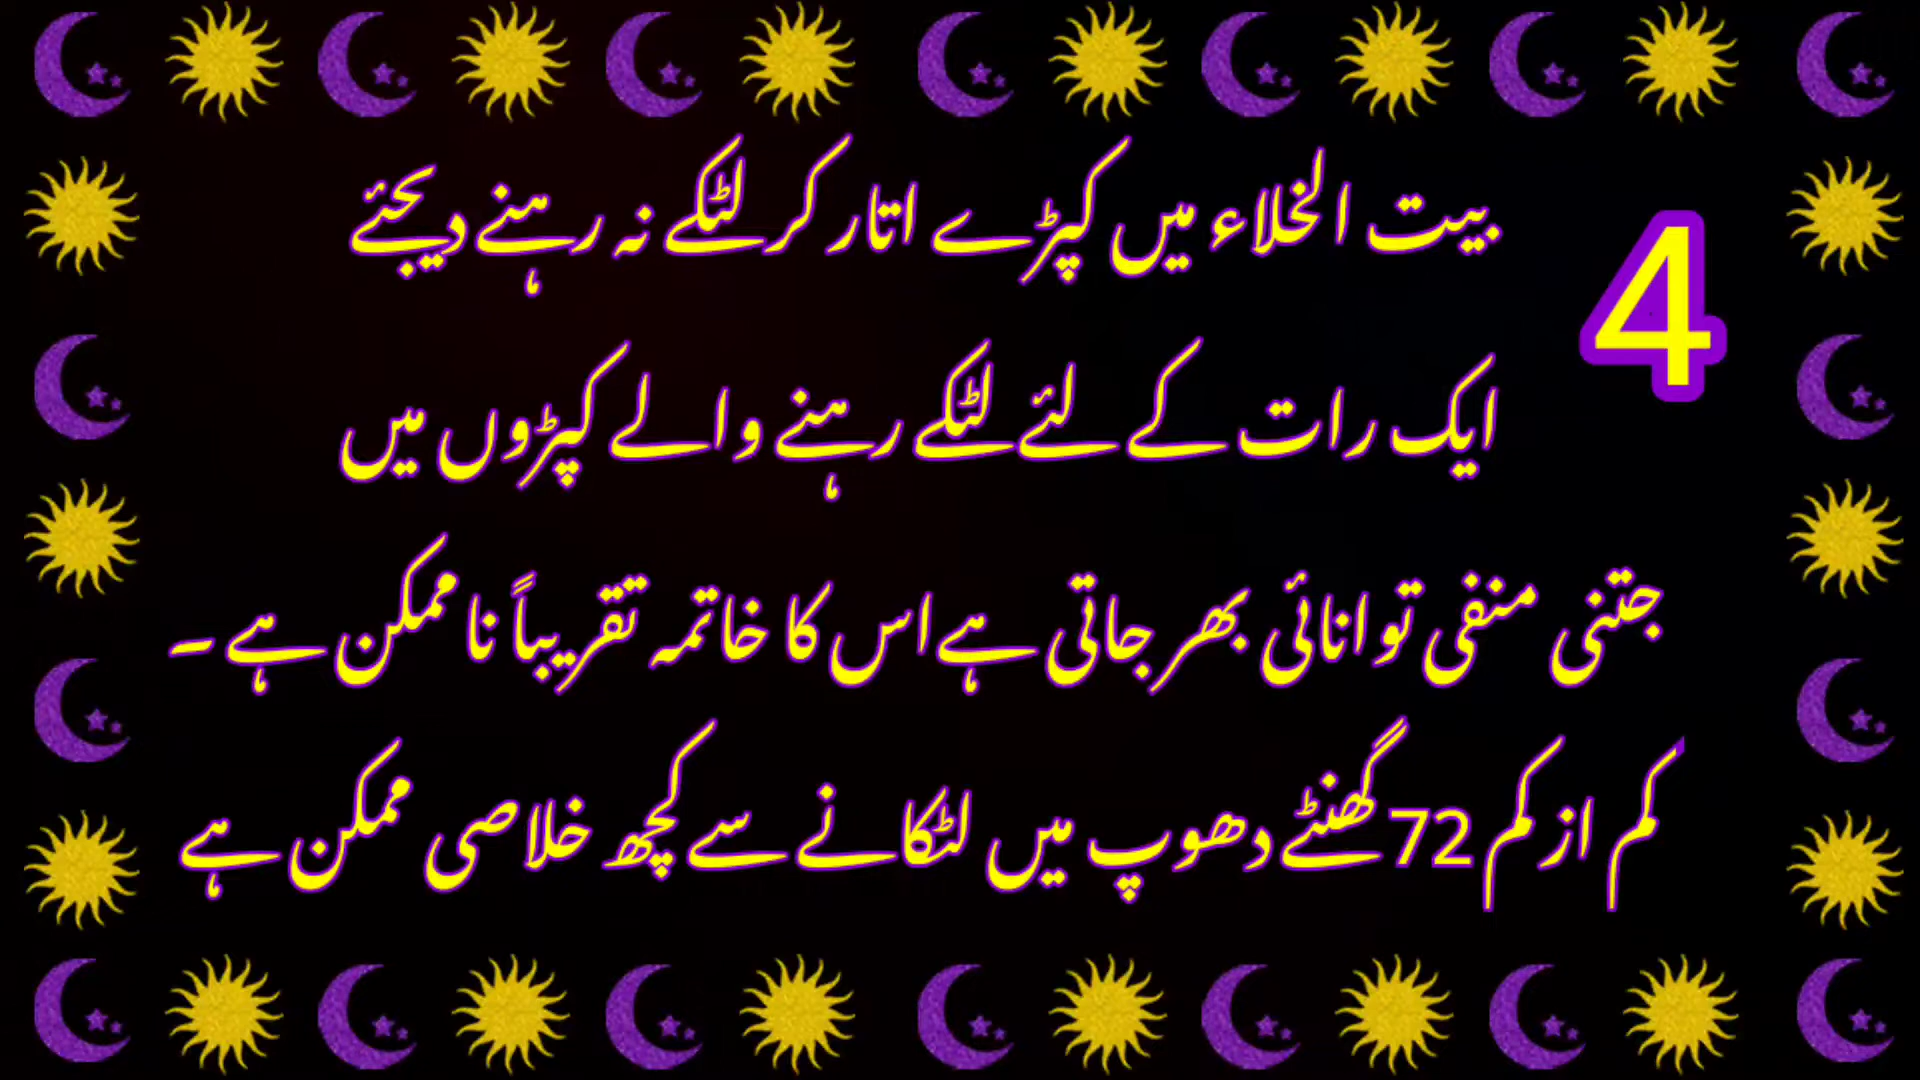 4
بیت الخلاء میں کپڑے اتار کر لٹکے نہ رہنے دیجئے
ایک رات کے لئے لٹکے رہنے والے کپڑوں میں
جتنی منفی توانائی بھر جاتی ہے اس کا خاتمہ تقریباً نا ممکن ہے ۔
کم از کم 72 گھنٹے دھوپ میں لٹکانے سے کچھ خلاصی ممکن ہے